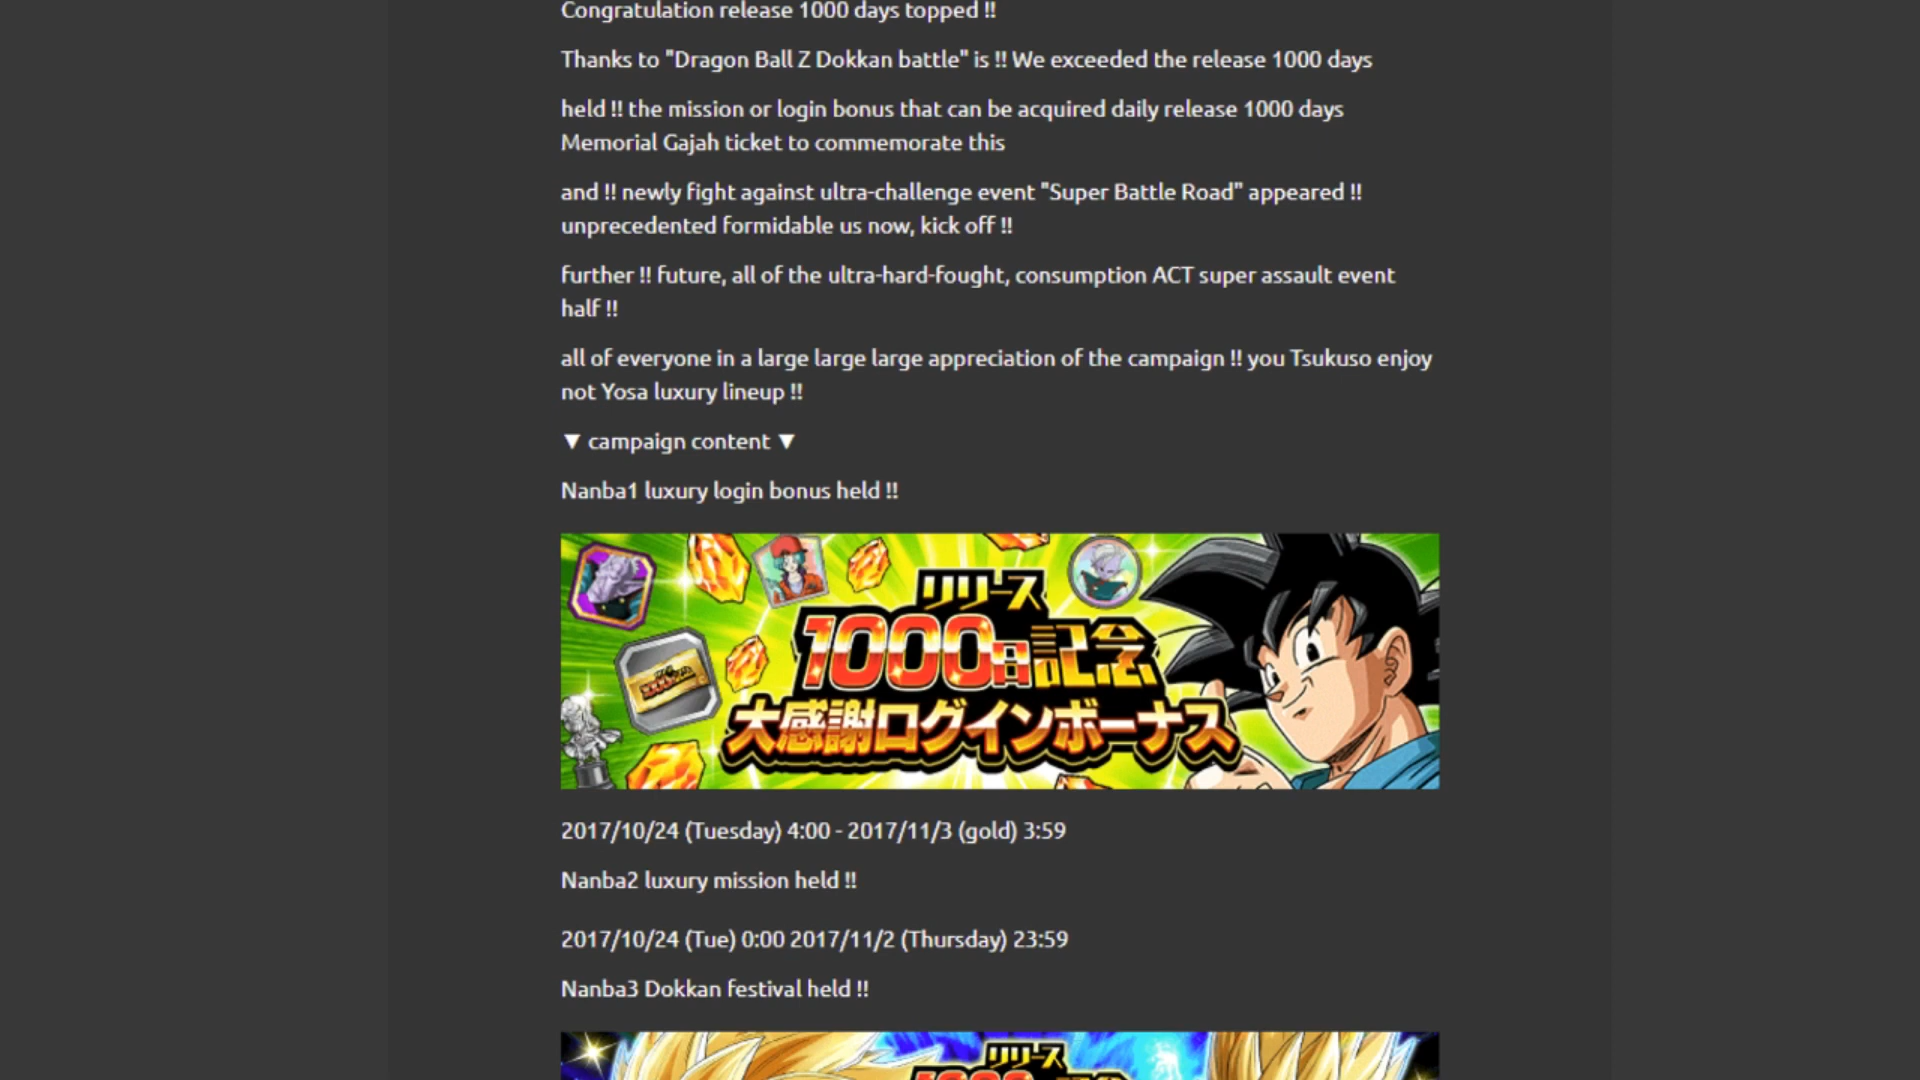 Congratulation release 1000 days topped !!
Thanks to "Dragon Ball Z Dokkan battle" is !! We exceeded the release 1000 days
held !! the mission or login bonus that can be acquired daily release 1000 days
Memorial Gajah ticket to commemorate this
and !! newly fight against ultra-challenge event "Super Battle Road" appeared !!
unprecedented formidable us now, kick off !!
further !! future, all of the ultra-hard-fought, consumption ACT super assault event
half !!
all of everyone in a large large large appreciation of the campaign !! you Tsukuso enjoy
not Yosa luxury lineup !!
▼ campaign content ▼
Nanba1 luxury login bonus held !!
リリース
1000日記念
大感謝ログインボーナス
2017/10/24 (Tuesday) 4:00 - 2017/11/3 (gold) 3:59
Nanba2 luxury mission held !!
2017/10/24 (Tue) 0:00 2017/11/2 (Thursday) 23:59
Nanba3 Dokkan festival held !!
リリース